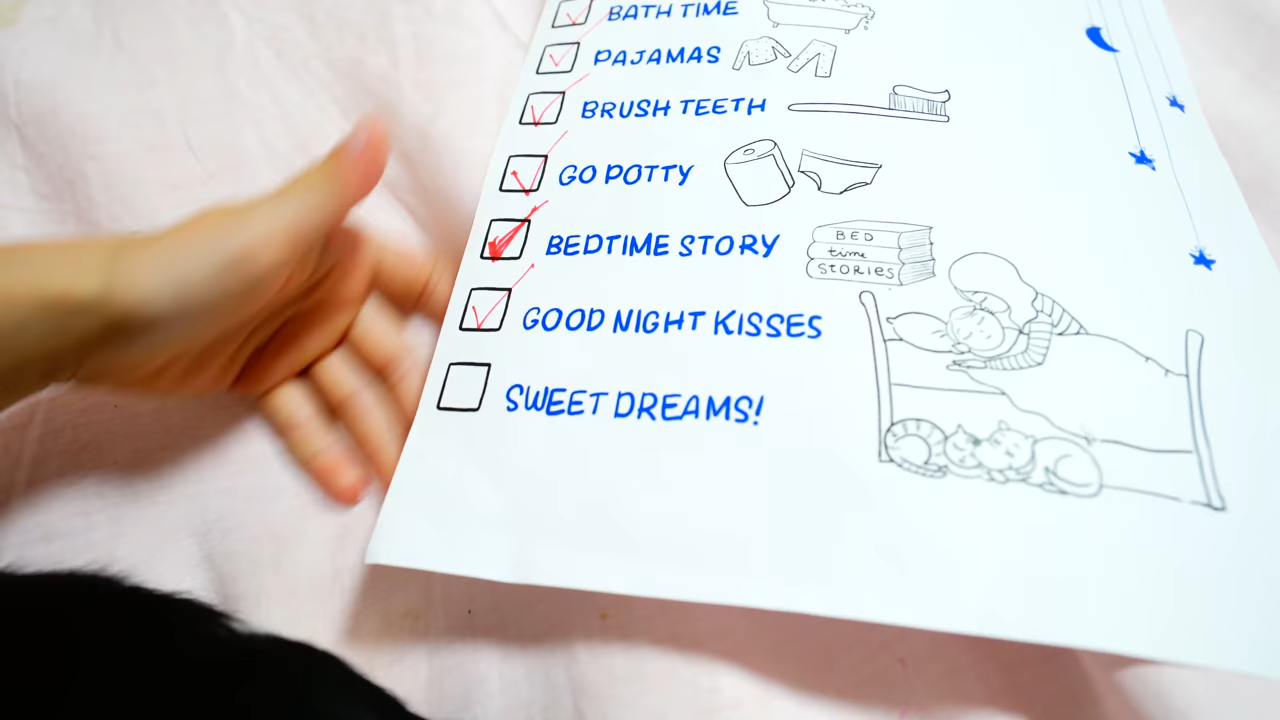 BATH TIME
PAJAMAS
BRUSH TEETH
GO POTTY
BEDTIME STORY
BED
time
STORIES
GOOD NIGHT KISSES
SWEET DREAMS!